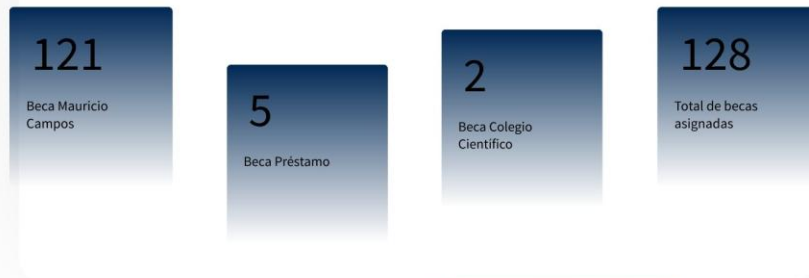 121
Beca Mauricio
Campos
5
Beca Préstamo
2
Beca Colegio
Científico
128
Total de becas
asignadas